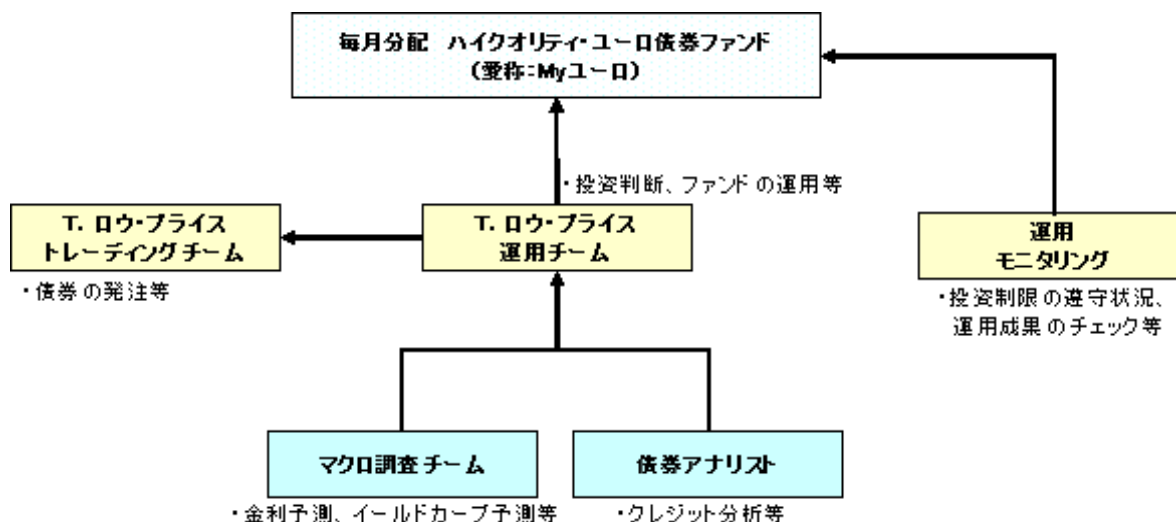 毎月分配 ハイクオリティ・ユーロ債券ファンド
（愛称：Myユーロ）
・投資判断、ファンドの運用等
T. ロウ・プライス
トレーディングチーム
・債券の発注等
T. ロウ・プライス
運用チーム
運用
モニタリング
・投資制限の遵守状況、
運用成果のチェック等
マクロ調査チーム
・金利予測、イールドカーブ予測等
債券アナリスト
・クレジット分析等